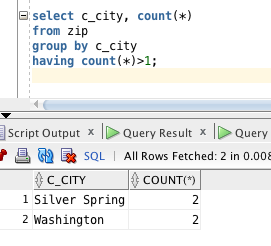 select c_city, count(*)
from zip
group by c_city
having count(*)>1;
Script Output x Query Result x Query
SQL | All Rows Fetched: 2 in 0.008
C_CITY COUNT(*)
1 Silver Spring 2
2 Washington 2